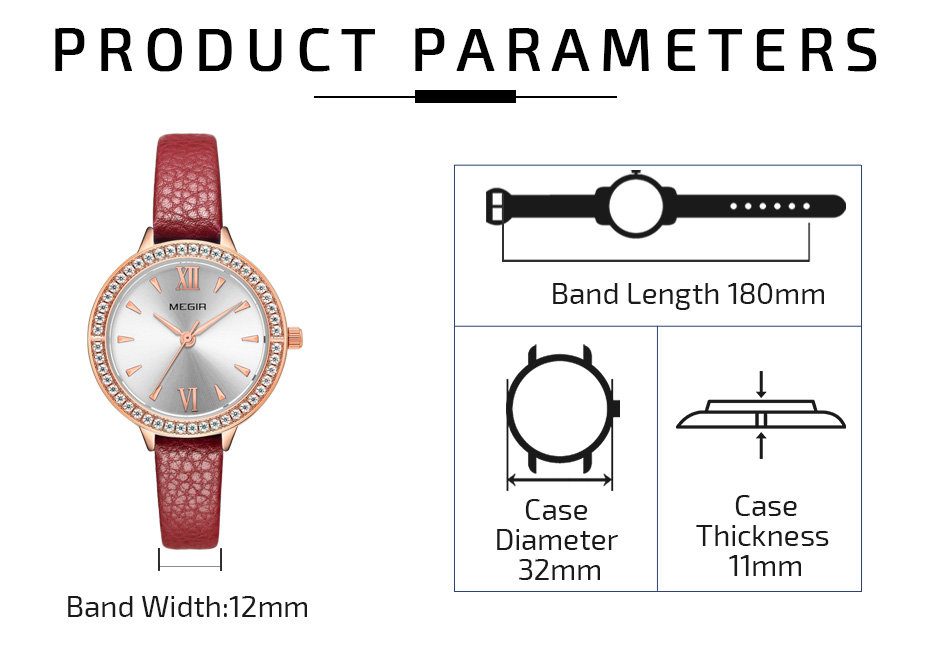 PRODUCT PARAMETERS
XII
MEGIR
VI
Band Width:12mm
Band Length 180mm
Case
Diameter
32mm
Case
Thickness
11mm